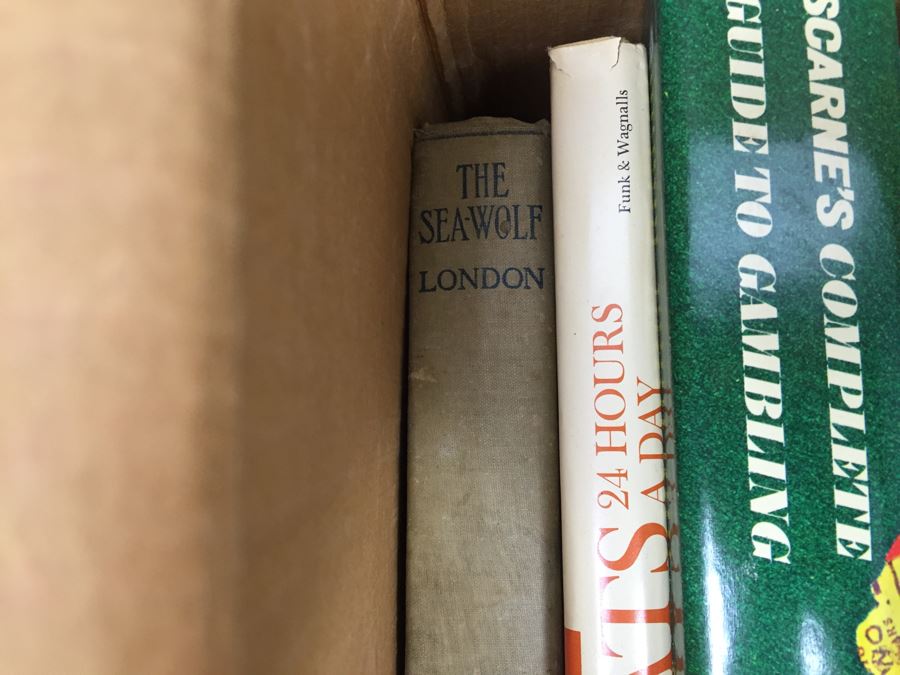 THE
SEA-WOLF
LONDON
Funk & Wagnalls
24 HOURS
A DAY
SCARNE'S COMPLETE
GUIDE TO GAMBLING